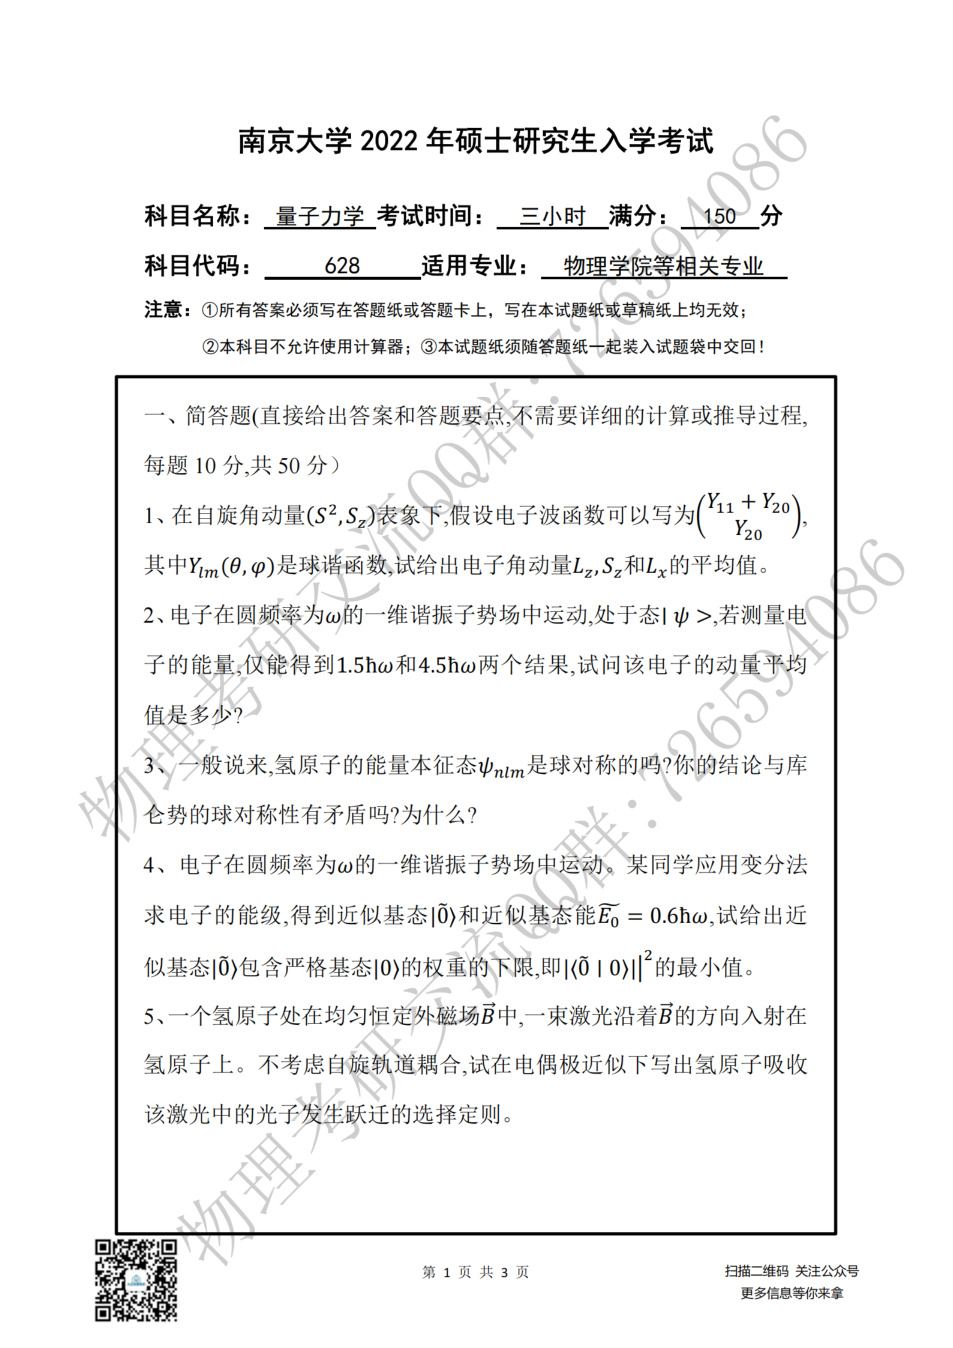 南京大学 2022 年硕士研究生入学考试
科目名称： 量子力学 考试时间： 三小时 满分： 150 分
科目代码： 628 适用专业： 物理学院等相关专业
注意：①所有答案必须写在答题纸或答题卡上，写在本试题纸或草稿纸上均无效；
②本科目不允许使用计算器；③本试题纸须随答题纸一起装入试题袋中交回！
一、简答题(直接给出答案和答题要点,不需要详细的计算或推导过程,
每题 10 分,共 50 分）
1、在自旋角动量(S²,S_z)表象下,假设电子波函数可以写为(Y₁₁ + Y₂₀ Y₂₀),
其中Y_lm(θ,φ)是球谐函数,试给出电子角动量L_z,S_z和L_x的平均值。
2、电子在圆频率为ω的一维谐振子势场中运动,处于态| ψ >,若测量电
子的能量,仅能得到1.5ħω和4.5ħω两个结果,试问该电子的动量平均
值是多少?
3、一般说来,氢原子的能量本征态ψ_nlm是球对称的吗?你的结论与库
仑势的球对称性有矛盾吗?为什么?
4、电子在圆频率为ω的一维谐振子势场中运动。某同学应用变分法
求电子的能级,得到近似基态|0̃⟩和近似基态能Ẽ₀ = 0.6ħω,试给出近
似基态|0̃⟩包含严格基态|0⟩的权重的下限,即|⟨0̃ | 0⟩||²的最小值。
5、一个氢原子处在均匀恒定外磁场B⃗中,一束激光沿着B⃗的方向入射在
氢原子上。不考虑自旋轨道耦合,试在电偶极近似下写出氢原子吸收
该激光中的光子发生跃迁的选择定则。
物理考研交流QQ群：726594086
物理考研交流QQ群：726594086
第 1 页 共 3 页
扫描二维码 关注公众号
更多信息等你来拿